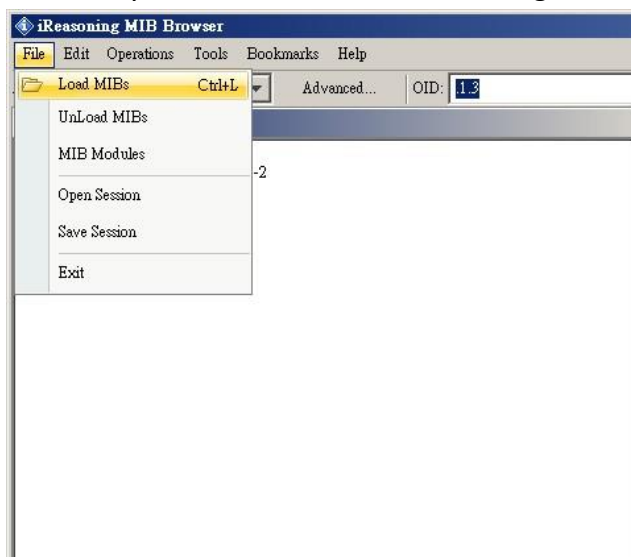 iReasoning MIB Browser
File Edit Operations Tools Bookmarks Help
Load MIBs Ctrl+L Advanced... OID: .1.3
UnLoad MIBs
MIB Modules
-2
Open Session
Save Session
Exit